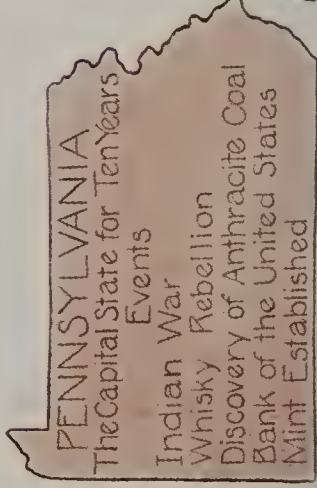 PENNSYLVANIA
The Capital State for Ten Years
Events
Indian War
Whisky Rebellion
Discovery of Anthracite Coal
Bank of the United States
Mint Established